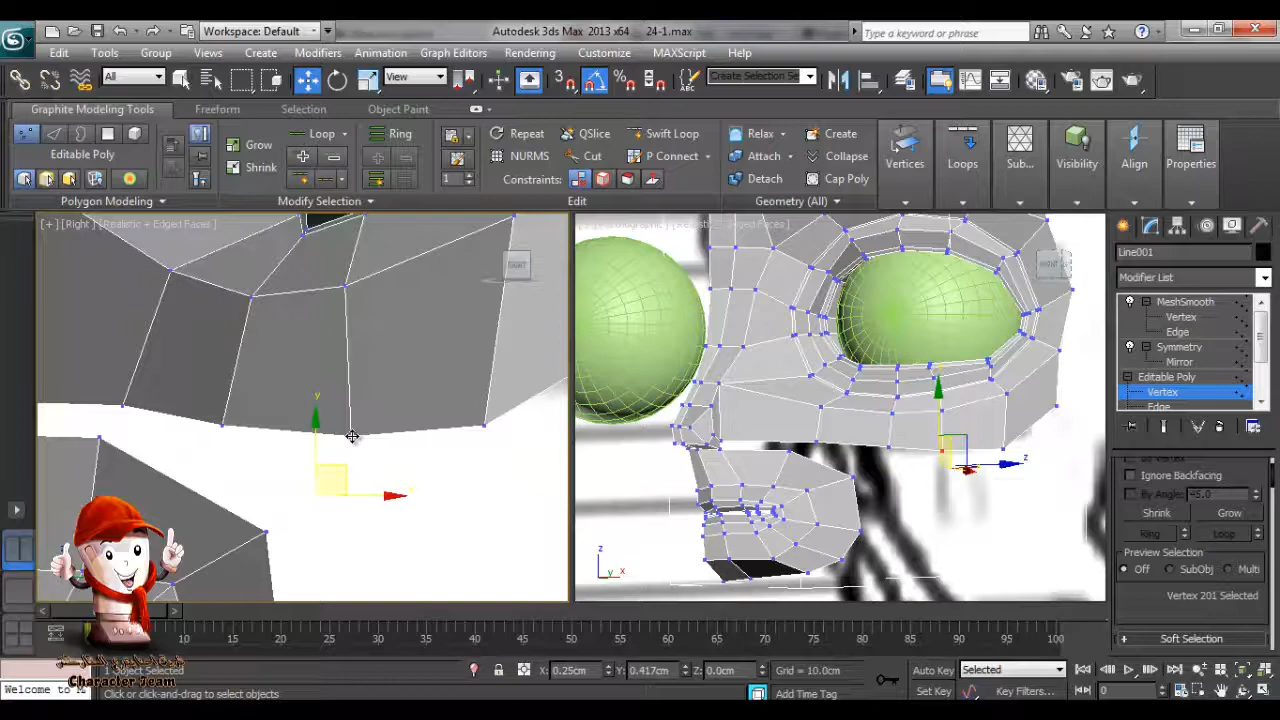 Workspace: Default
Autodesk 3ds Max 2013 x64 24-1.max
Type a keyword or phrase
Edit Tools Group Views Create Modifiers Animation Graph Editors Rendering Customize MAXScript Help
All View Create Selection Se
Graphite Modeling Tools Freeform Selection Object Paint
Loop Ring Repeat QSlice Swift Loop Relax Create
Editable Poly Grow NURMS Cut P Connect Attach Collapse Vertices Loops Sub... Visibility Align Properties
Shrink 1 Constraints: Detach Cap Poly
Polygon Modeling Modify Selection Edit Geometry (All)
[+] [Right] [Realistic + Edged Faces]
Line001
Modifier List
MeshSmooth
Vertex
Edge
Symmetry
Mirror
Editable Poly
Vertex
Edge
Ignore Backfacing
By Angle: 45.0
Shrink Grow
Ring Loop
Preview Selection
Off SubObj Multi
Vertex 201 Selected
Soft Selection
10 15 20 25 30 35 40 45 50 55 60 65 70 75 80 85 90 95 100
1 Object Selected X: 0.25cm Y: 0.417cm Z: 0.0cm Grid = 10.0cm Auto Key Selected
Character Team
Welcome to M Click or click-and-drag to select objects Add Time Tag Set Key Key Filters... 0